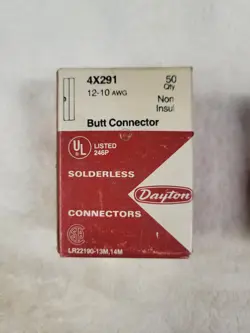 4X291 50
Qty
12-10 AWG Non
Insul
Butt Connector
UL LISTED
246P
SOLDERLESS
Dayton
CONNECTORS
LR22190-13M,14M